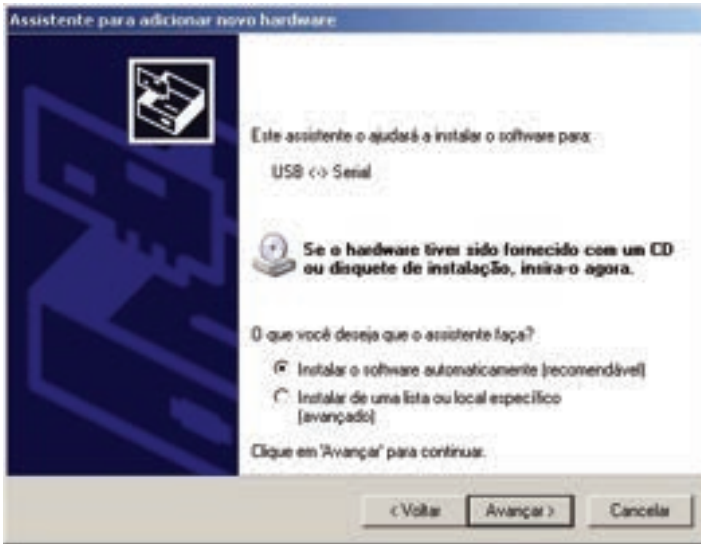 Assistente para adicionar novo hardware
Este assistente o ajudará a instalar o software para:
USB <-> Serial
Se o hardware tiver sido fornecido com um CD
ou disquete de instalação, insira-o agora.
O que você deseja que o assistente faça?
Instalar o software automaticamente (recomendável)
Instalar de uma lista ou local específico
(avançado)
Clique em 'Avançar' para continuar.
< Voltar
Avançar >
Cancelar